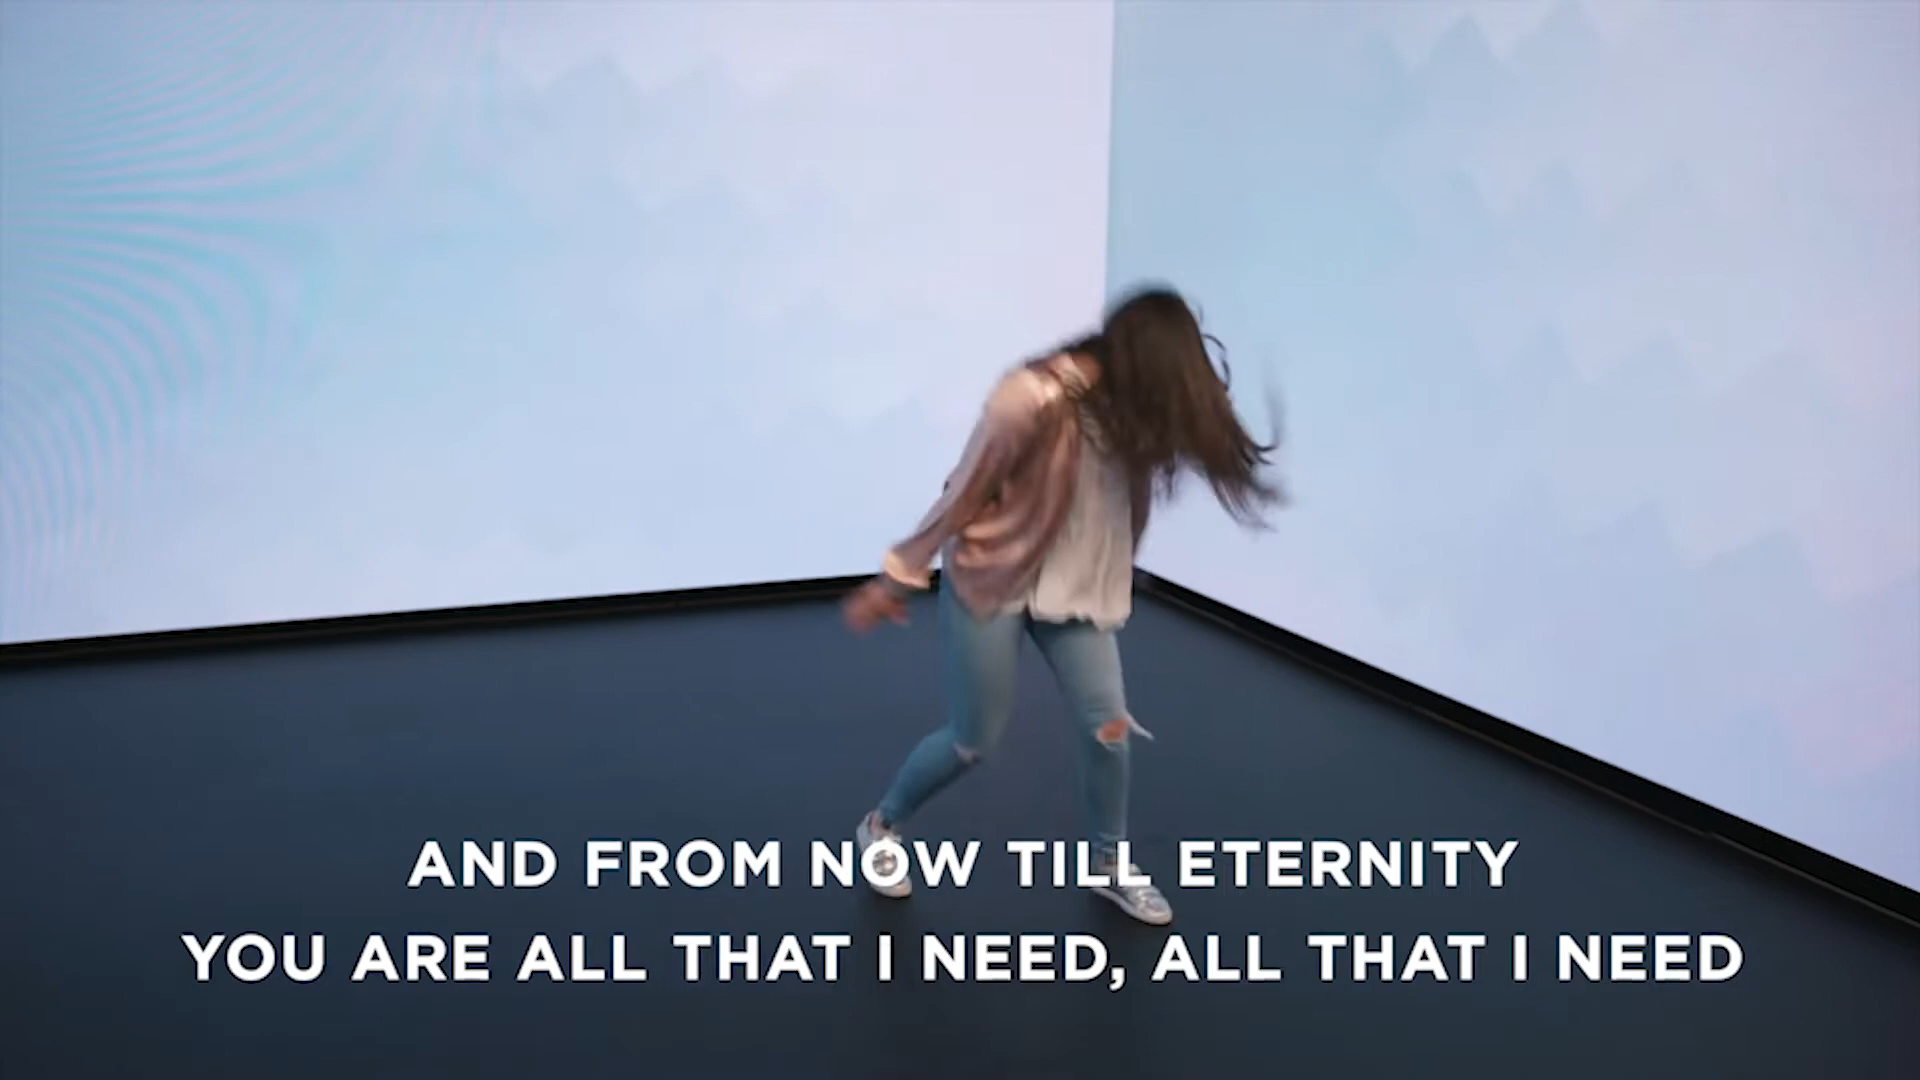 AND FROM NOW TILL ETERNITY
YOU ARE ALL THAT I NEED, ALL THAT I NEED